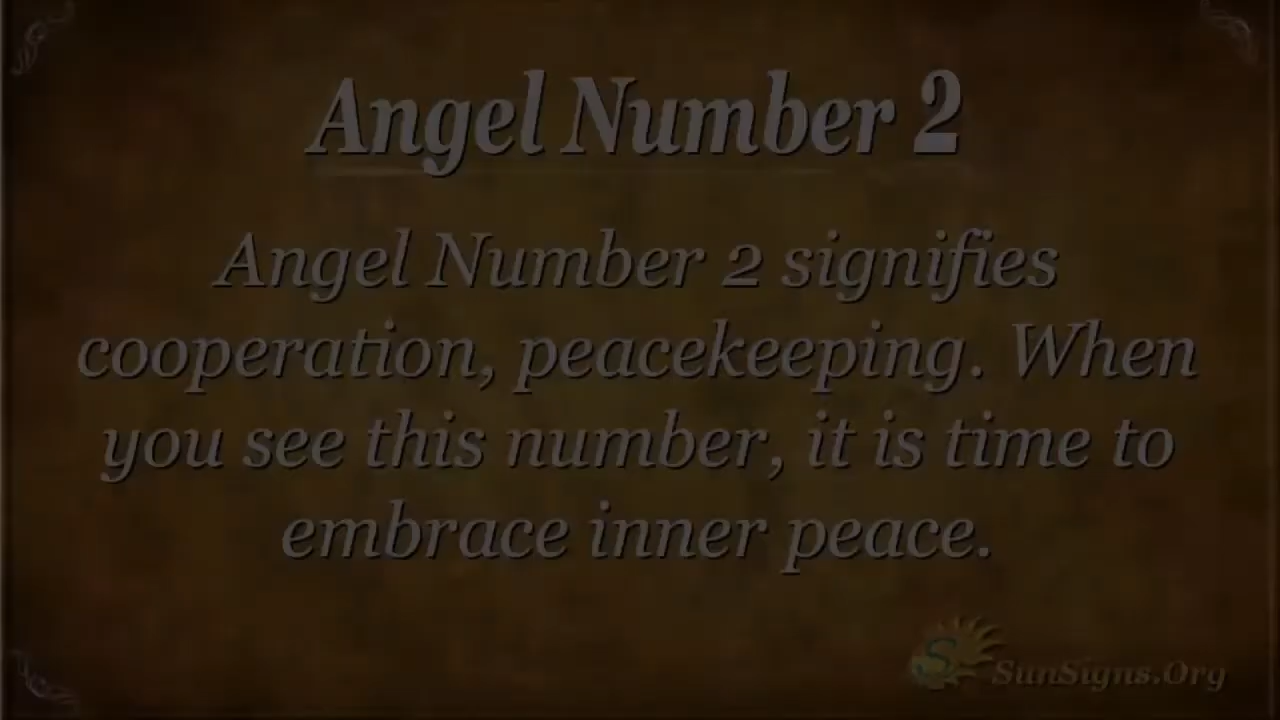 Angel Number 2
Angel Number 2 signifies
cooperation, peacekeeping. When
you see this number, it is time to
embrace inner peace.
SunSigns.Org